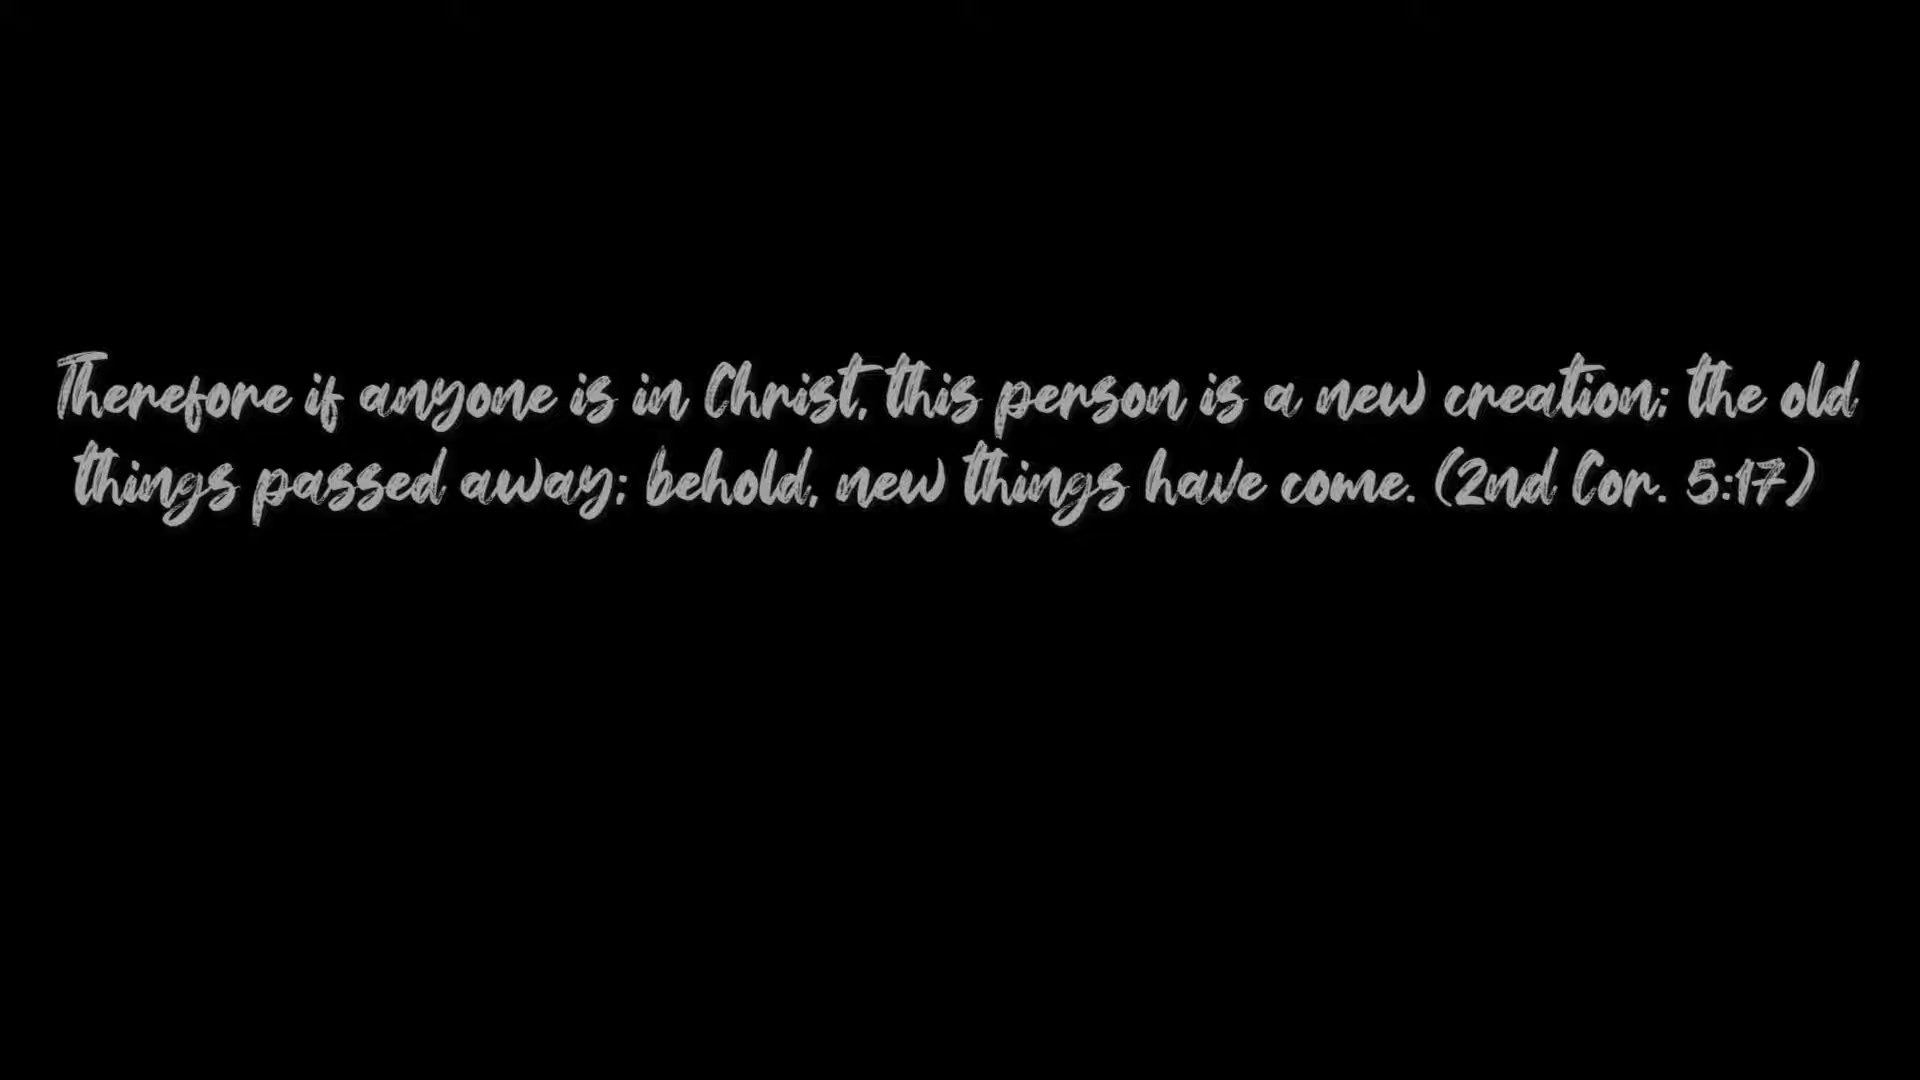 Therefore if anyone is in Christ, this person is a new creation; the old
things passed away; behold, new things have come. (2nd Cor. 5:17)